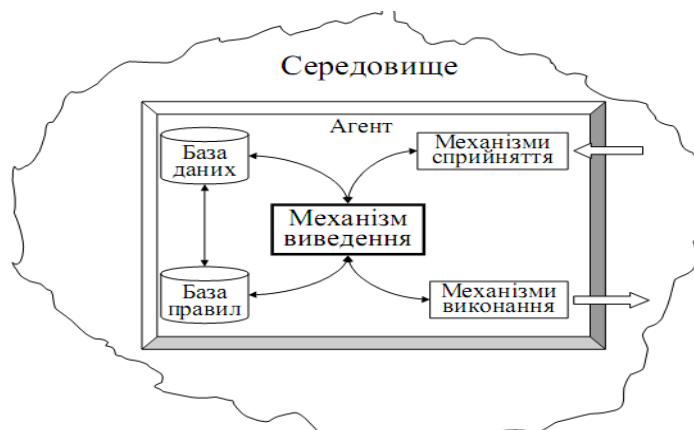 Середовище
Агент
База
даних
Механізми
сприйняття
Механізм
виведення
База
правил
Механізми
виконання